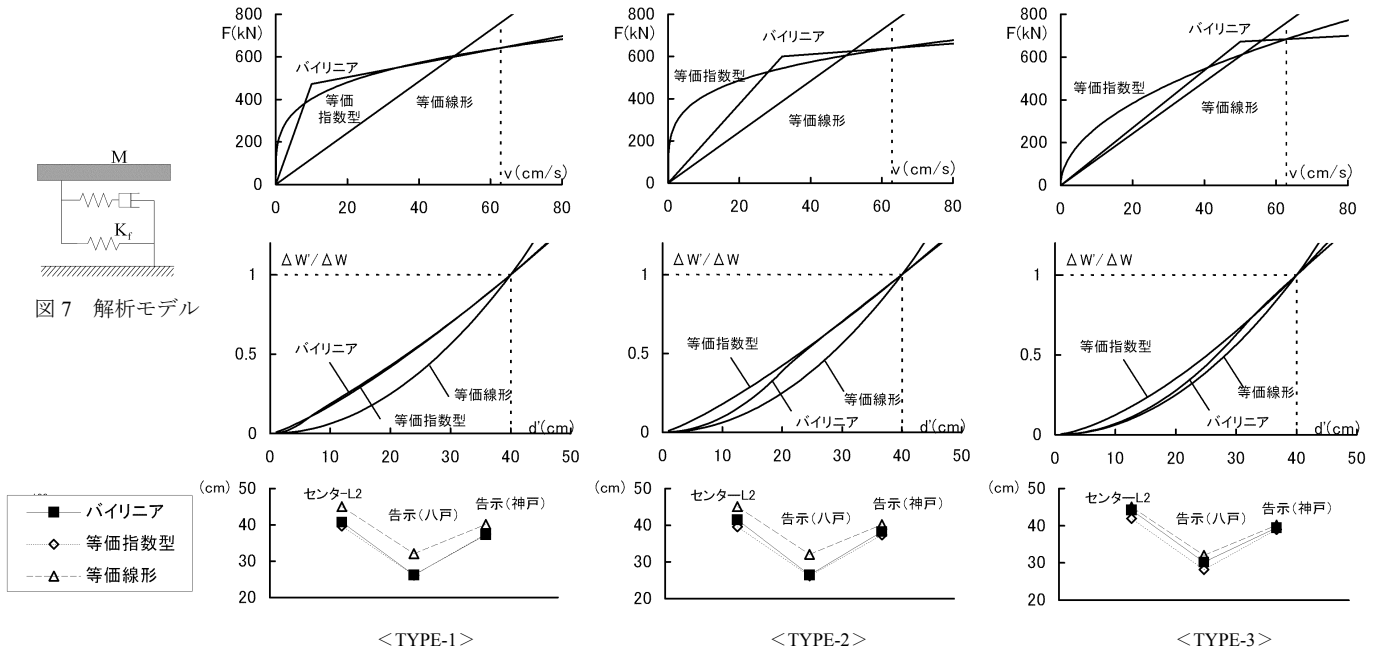 M
Kf
図 7　解析モデル
F(kN)
800
600
400
200
0
バイリニア
等価
指数型
等価線形
v(cm/s)
0 20 40 60 80
F(kN)
800
600
400
200
0
バイリニア
等価指数型
等価線形
v(cm/s)
0 20 40 60 80
F(kN)
800
600
400
200
0
バイリニア
等価指数型
等価線形
v(cm/s)
0 20 40 60 80
ΔW'/ΔW
1
0.5
0
バイリニア
等価線形
等価指数型
d'(cm)
0 10 20 30 40 50
ΔW'/ΔW
1
0.5
0
等価指数型
等価線形
バイリニア
d'(cm)
0 10 20 30 40 50
ΔW'/ΔW
1
0.5
0
等価指数型
等価線形
バイリニア
d'(cm)
0 10 20 30 40 50
バイリニア
等価指数型
等価線形
(cm)
50
40
30
20
センターL2
告示(八戸)
告示(神戸)
<TYPE-1>
(cm)
50
40
30
20
センターL2
告示(八戸)
告示(神戸)
<TYPE-2>
(cm)
50
40
30
20
センターL2
告示(八戸)
告示(神戸)
<TYPE-3>